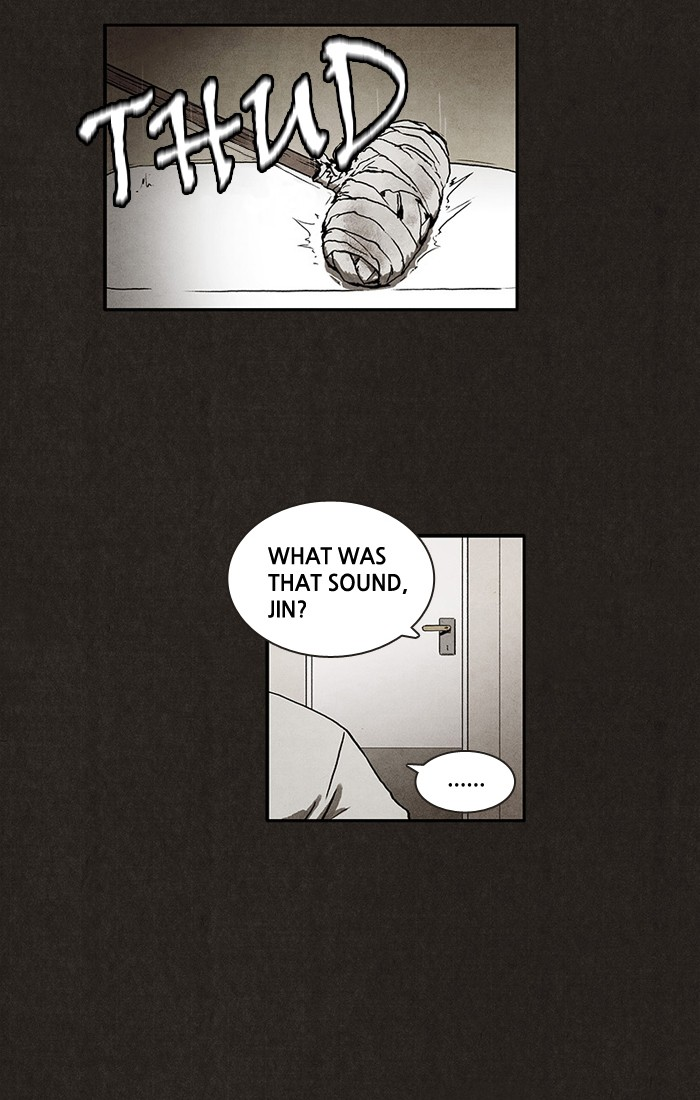 THUD
WHAT WAS
THAT SOUND,
JIN?
......